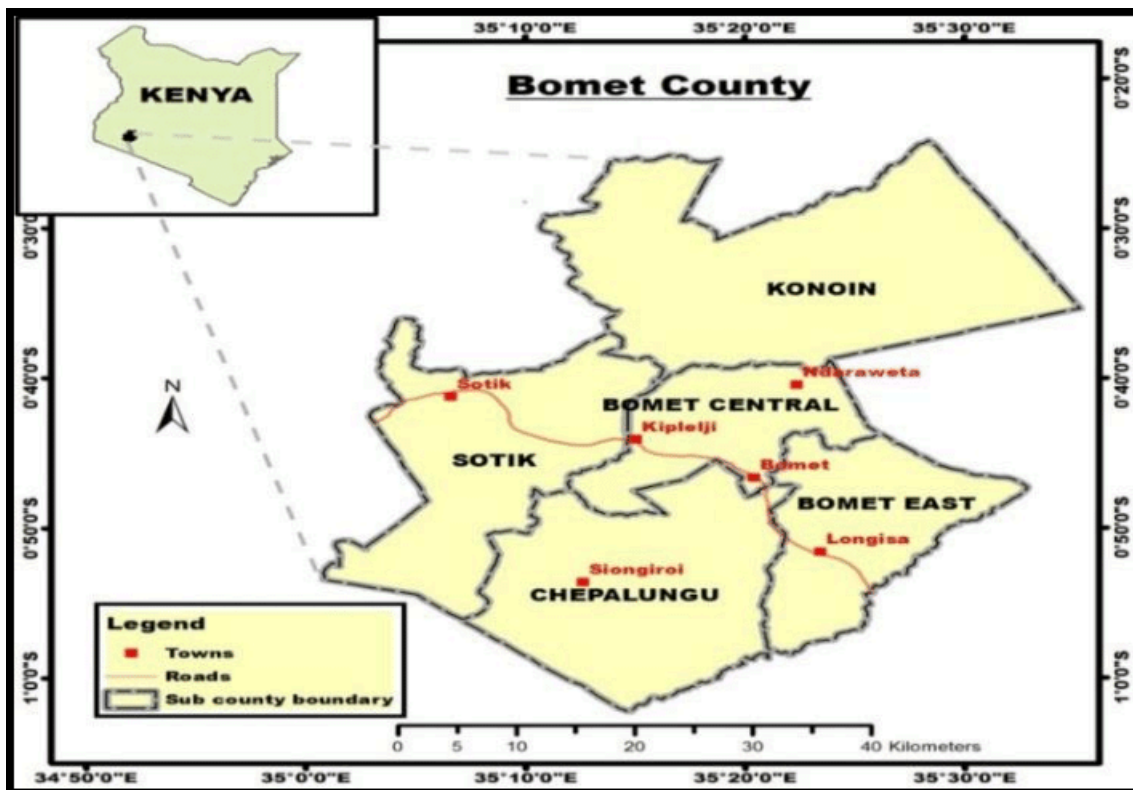 35°10'0"E 35°20'0"E 35°30'0"E
Bomet County
KENYA
0°20'0"S
0°30'0"S
0°30'0"S
KONOIN
0°40'0"S
0°40'0"S
N
Sotik
Ndaraweta
BOMET CENTRAL
Kiplelji
SOTIK
Bomet
BOMET EAST
0°50'0"S
0°50'0"S
Longisa
Siongiroi
CHEPALUNGU
Legend
Towns
Roads
Sub county boundary
1°0'0"S
1°0'0"S
0 5 10 20 30 40 Kilometers
34°50'0"E 35°0'0"E 35°10'0"E 35°20'0"E 35°30'0"E